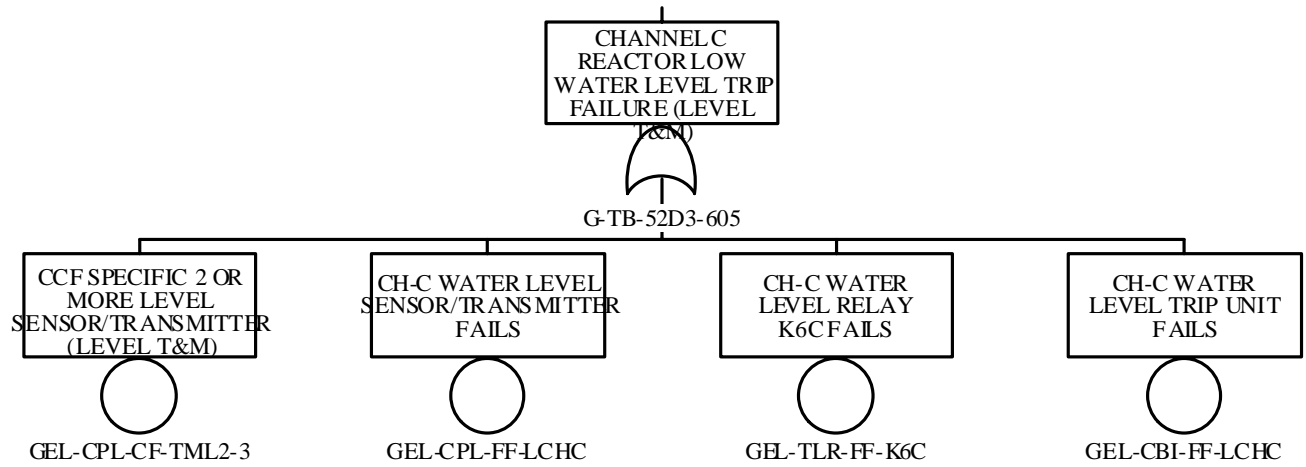 CHANNEL C
REACTOR LOW
WATER LEVEL TRIP
FAILURE (LEVEL
T&M)
G-TB-52D3-605
CCF SPECIFIC 2 OR
MORE LEVEL
SENSOR/TRANSMITTER
(LEVEL T&M)
GEL-CPL-CF-TML2-3
CH-C WATER LEVEL
SENSOR/TRANSMITTER
FAILS
GEL-CPL-FF-LCHC
CH-C WATER
LEVEL RELAY
K6C FAILS
GEL-TLR-FF-K6C
CH-C WATER
LEVEL TRIP UNIT
FAILS
GEL-CBI-FF-LCHC